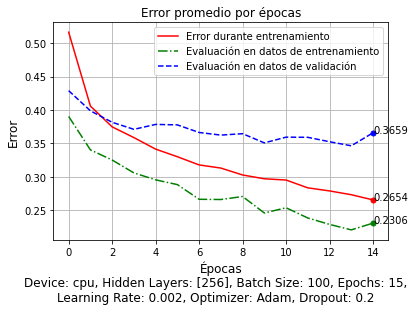 Error promedio por épocas
Error
0.50
0.45
0.40
0.35
0.30
0.25
Error durante entrenamiento
Evaluación en datos de entrenamiento
Evaluación en datos de validación
0.3659
0.2654
0.2306
0 2 4 6 8 10 12 14
Épocas
Device: cpu, Hidden Layers: [256], Batch Size: 100, Epochs: 15,
Learning Rate: 0.002, Optimizer: Adam, Dropout: 0.2